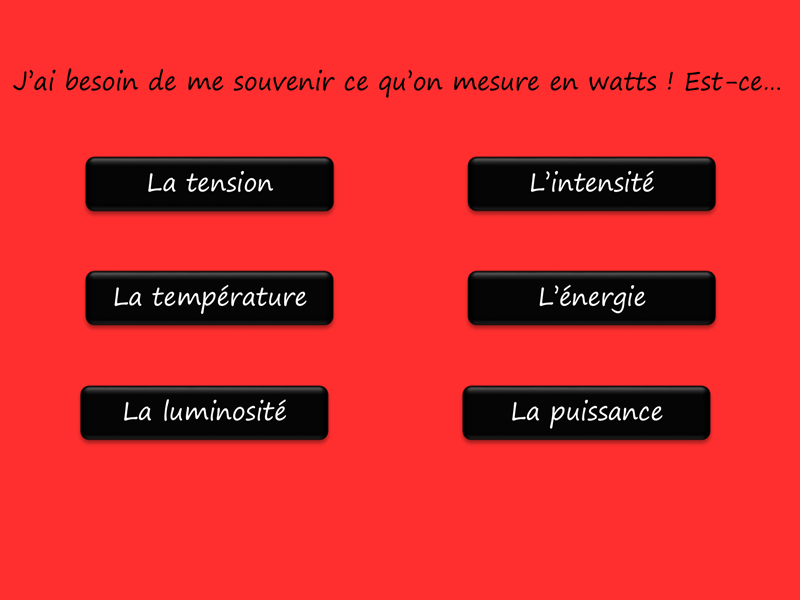 J’ai besoin de me souvenir ce qu’on mesure en watts ! Est-ce...
La tension
L’intensité
La température
L’énergie
La luminosité
La puissance